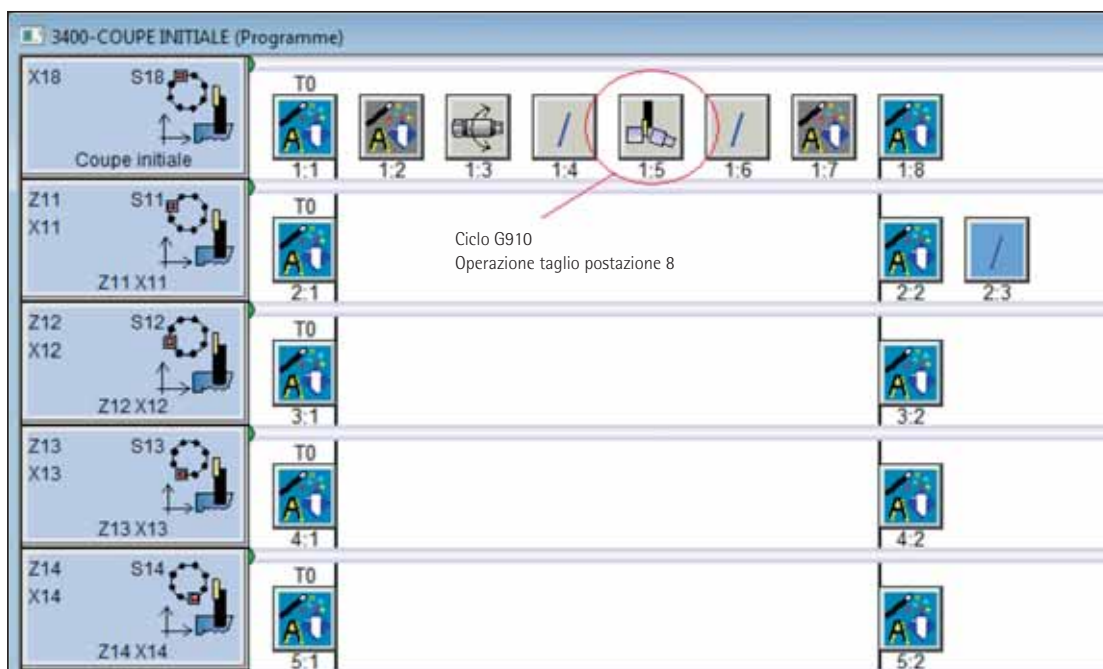 3400-COUPE INITIALE (Programme)
X18 S18
Coupe initiale
T0
1:1 1:2 1:3 1:4 1:5 1:6 1:7 1:8
Z11 S11
X11
Z11 X11
T0
2:1 2:2 2:3
Ciclo G910
Operazione taglio postazione 8
Z12 S12
X12
Z12 X12
T0
3:1 3:2
Z13 S13
X13
Z13 X13
T0
4:1 4:2
Z14 S14
X14
Z14 X14
T0
5:1 5:2